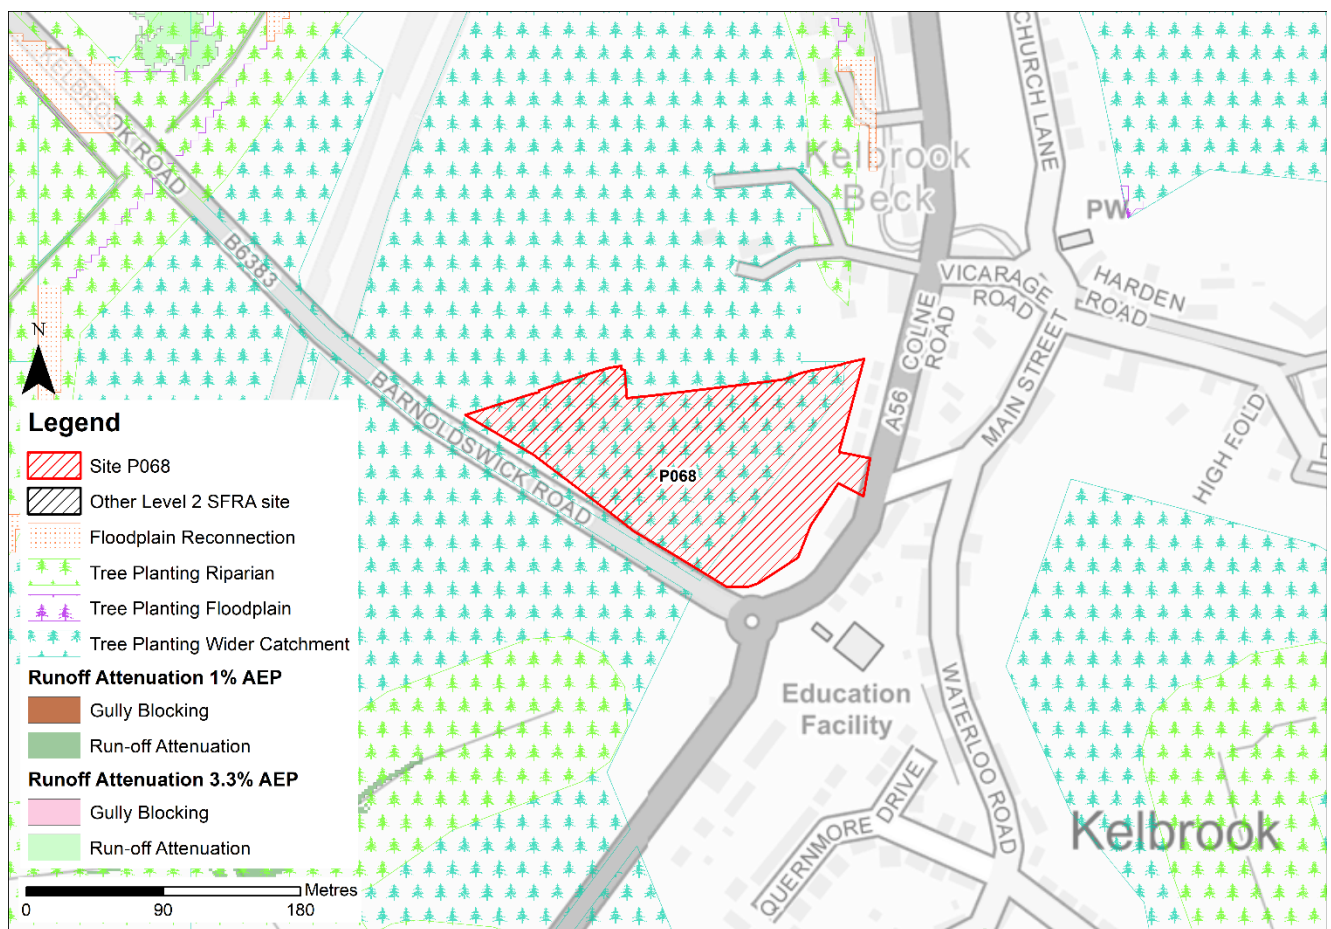 KELBROOK ROAD
B6383
BARNOLDSWICK ROAD
CHURCH LANE
Kelbrook
Beck
PW
VICARAGE
ROAD
HARDEN
ROAD
COLNE
ROAD
A56
MAIN STREET
HIGH FOLD
P068
WATERLOO ROAD
Education
Facility
QUERNMORE DRIVE
Kelbrook
N
Legend
Site P068
Other Level 2 SFRA site
Floodplain Reconnection
Tree Planting Riparian
Tree Planting Floodplain
Tree Planting Wider Catchment
Runoff Attenuation 1% AEP
Gully Blocking
Run-off Attenuation
Runoff Attenuation 3.3% AEP
Gully Blocking
Run-off Attenuation
Metres
0 90 180